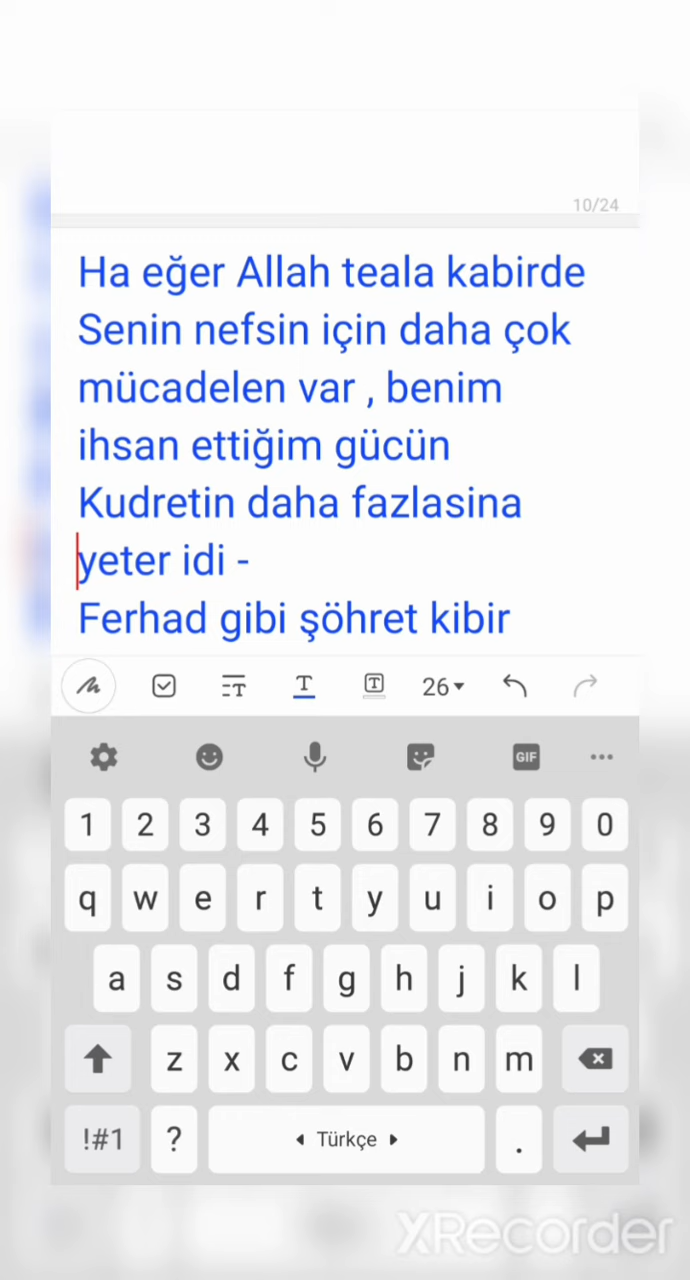 10/24
Ha eğer Allah teala kabirde
Senin nefsin için daha çok
mücadelen var , benim
ihsan ettiğim gücün
Kudretin daha fazlasina
yeter idi -
Ferhad gibi şöhret kibir
T T T 26
GIF
1 2 3 4 5 6 7 8 9 0
q w e r t y u i o p
a s d f g h j k l
z x c v b n m
!#1 ? Türkçe .
XRecorder